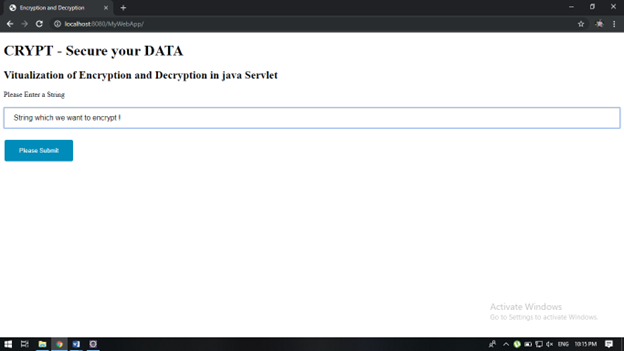 Encryption and Decryption
localhost:8080/MyWebApp/
CRYPT - Secure your DATA
Vitualization of Encryption and Decryption in java Servlet
Please Enter a String
String which we want to encrypt !
Please Submit
Activate Windows
Go to Settings to activate Windows.
ENG 10:15 PM